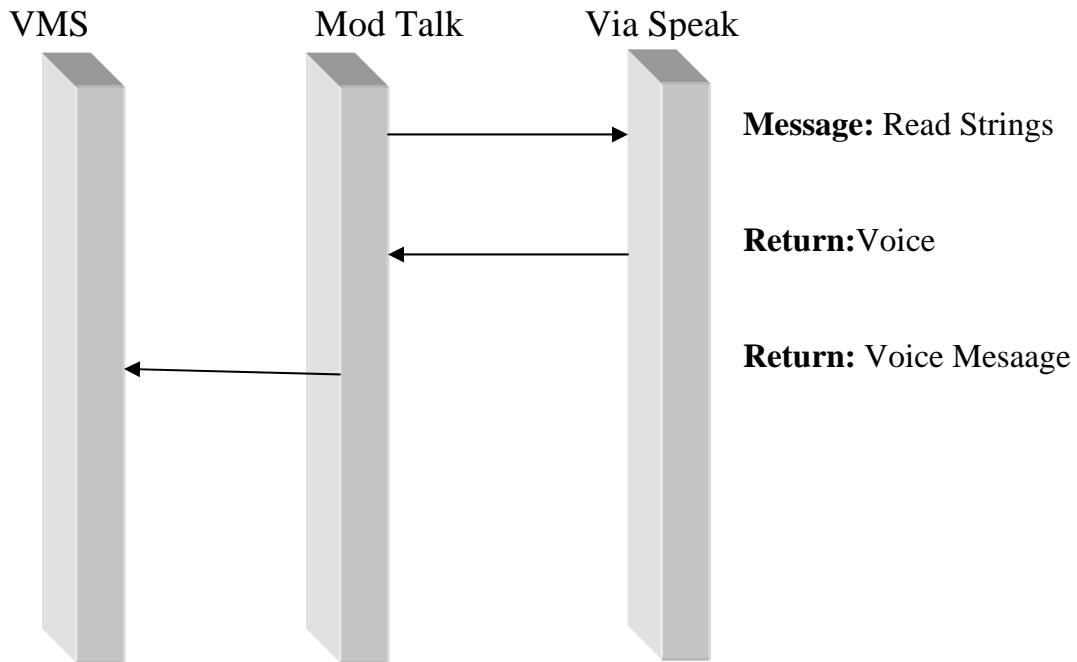 VMS Mod Talk Via Speak
Message: Read Strings
Return:Voice
Return: Voice Mesaage